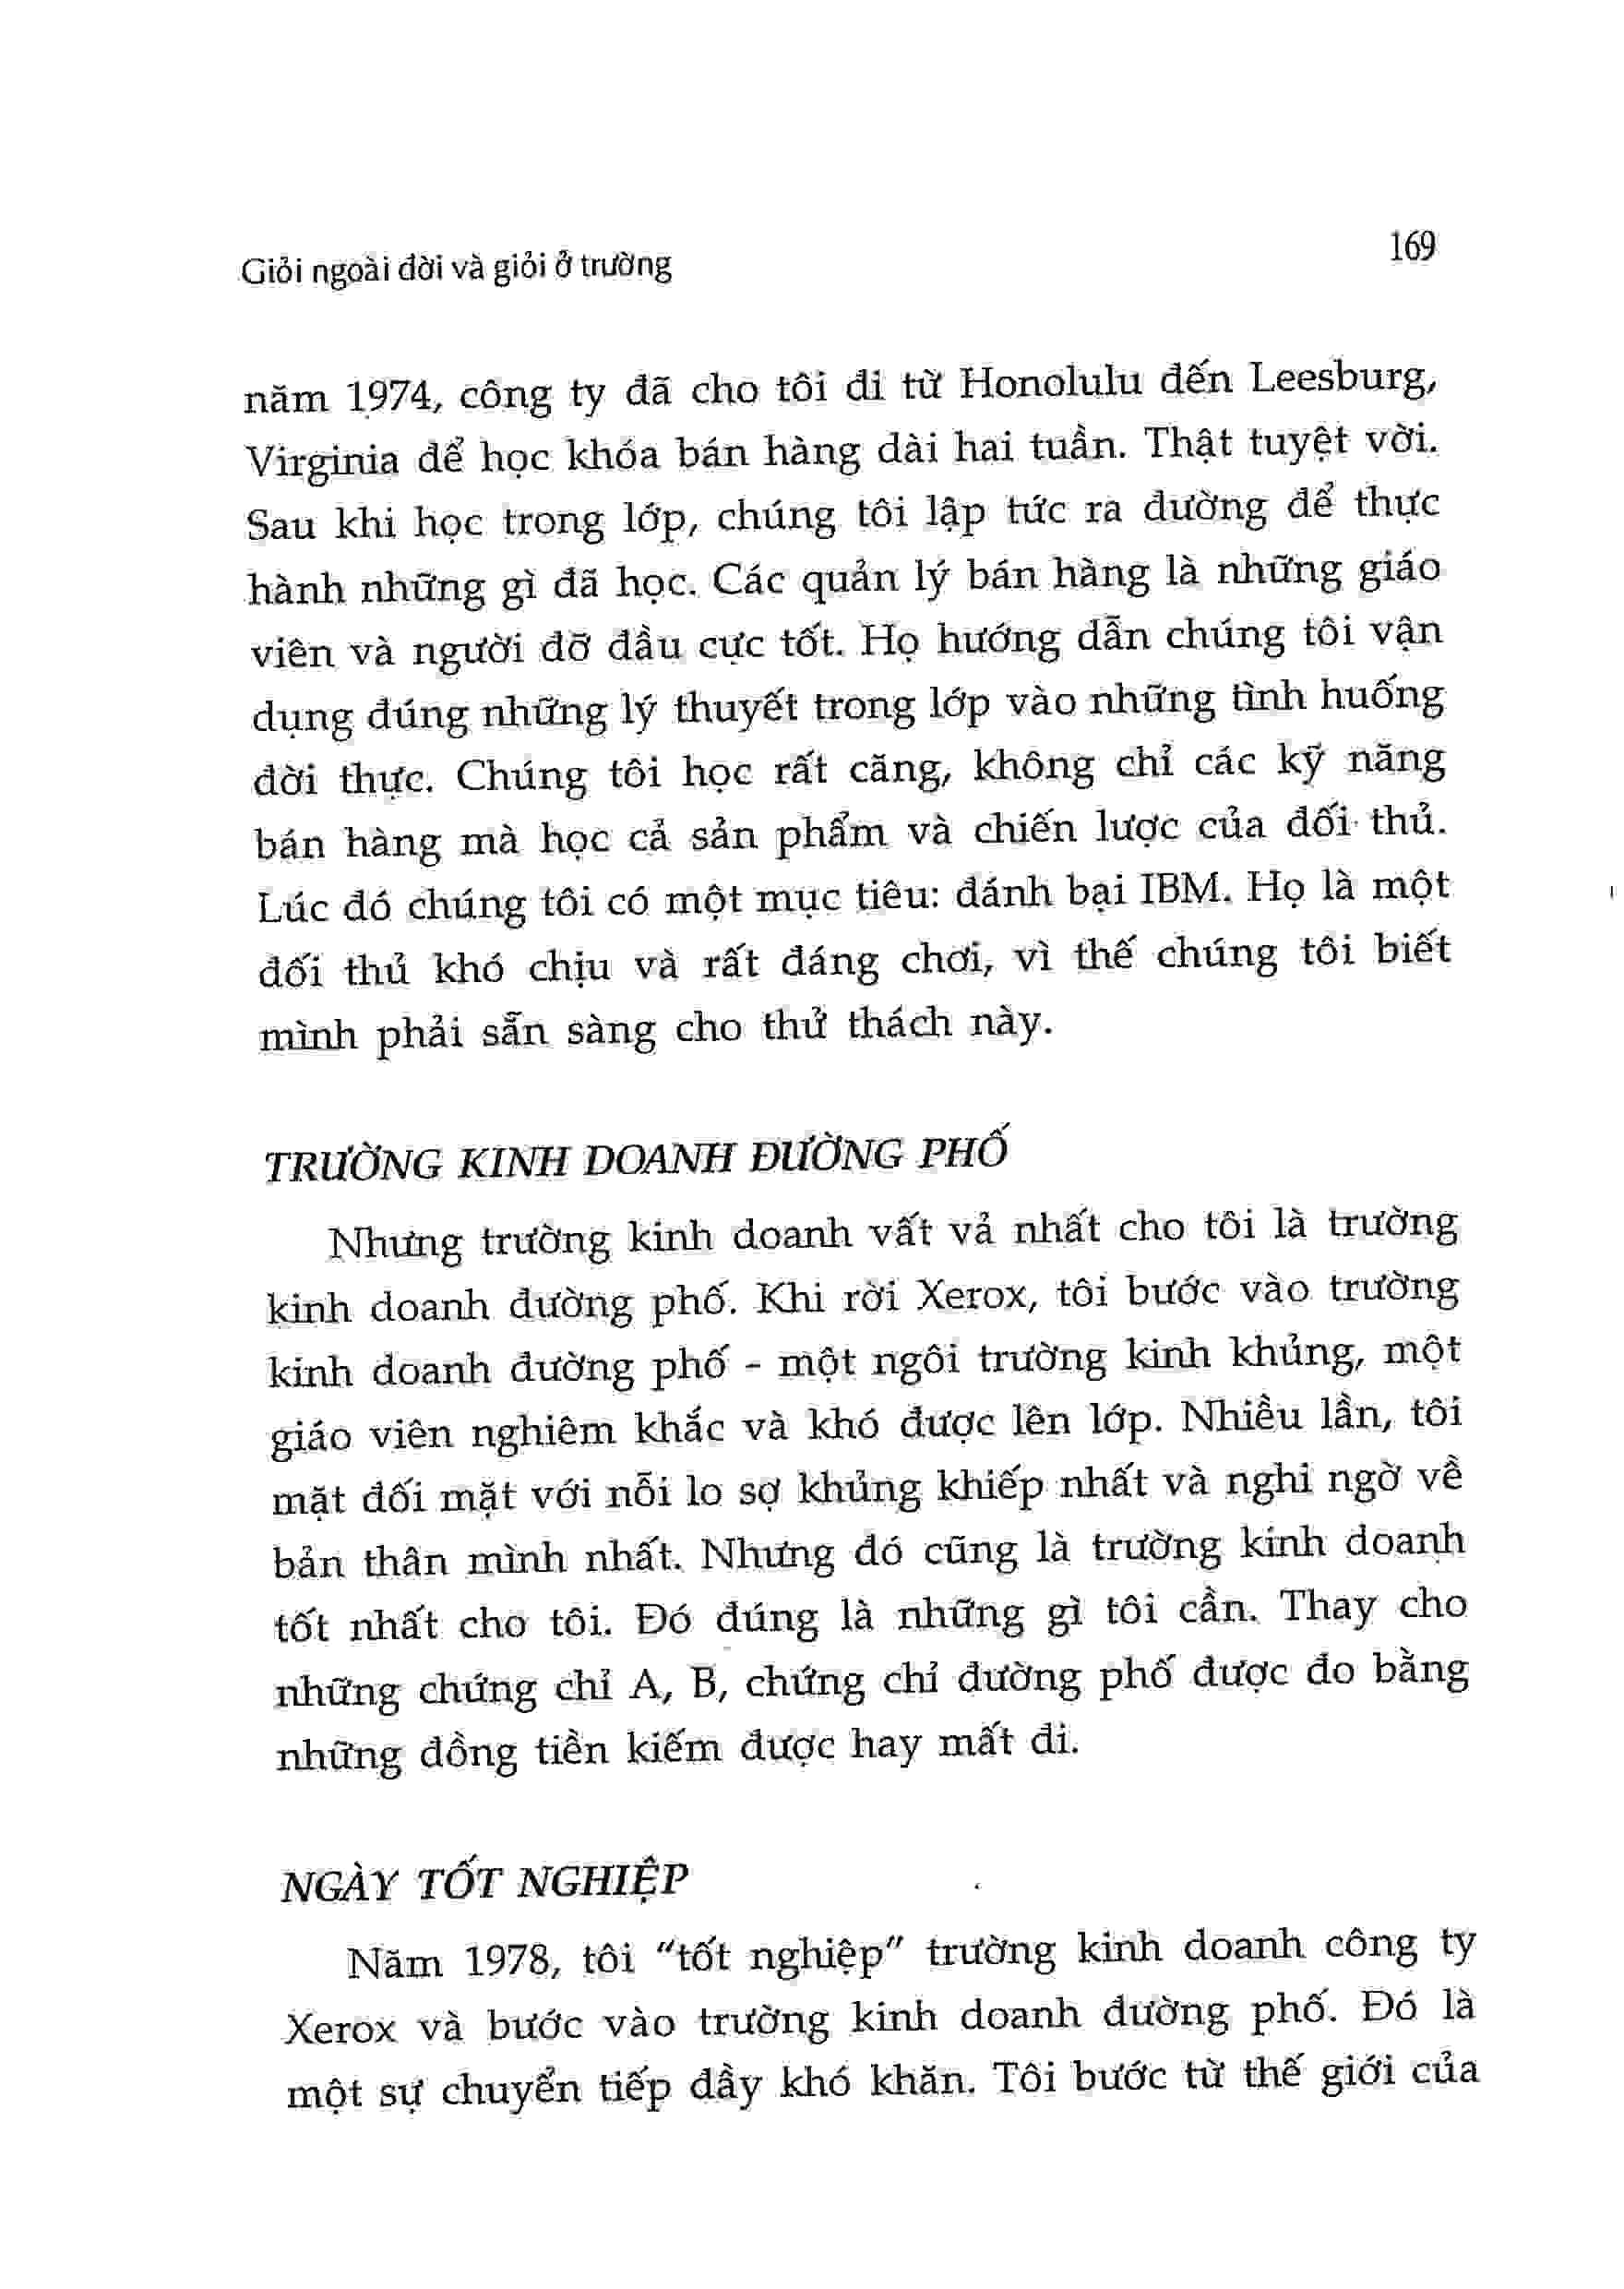 Giỏi ngoài đời và giỏi ở trường
169
năm 1974, công ty đã cho tôi đi từ Honolulu đến Leesburg,
Virginia để học khóa bán hàng dài hai tuần. Thật tuyệt vời.
Sau khi học trong lớp, chúng tôi lập tức ra đường để thực
hành những gì đã học. Các quản lý bán hàng là những giáo
viên và người đỡ đầu cực tốt. Họ hướng dẫn chúng tôi vận
dụng đúng những lý thuyết trong lớp vào những tình huống
đời thực. Chúng tôi học rất căng, không chỉ các kỹ năng
bán hàng mà học cả sản phẩm và chiến lược của đối thủ.
Lúc đó chúng tôi có một mục tiêu: đánh bại IBM. Họ là một
đối thủ khó chịu và rất đáng chơi, vì thế chúng tôi biết
mình phải sẵn sàng cho thử thách này.
TRƯỜNG KINH DOANH ĐƯỜNG PHỐ
Nhưng trường kinh doanh vất vả nhất cho tôi là trường
kinh doanh đường phố. Khi rời Xerox, tôi bước vào trường
kinh doanh đường phố - một ngôi trường kinh khủng, một
giáo viên nghiêm khắc và khó được lên lớp. Nhiều lần, tôi
mặt đối mặt với nỗi lo sợ khủng khiếp nhất và nghi ngờ về
bản thân mình nhất. Nhưng đó cũng là trường kinh doanh
tốt nhất cho tôi. Đó đúng là những gì tôi cần. Thay cho
những chứng chỉ A, B, chứng chỉ đường phố được đo bằng
những đồng tiền kiếm được hay mất đi.
NGÀY TỐT NGHIỆP
Năm 1978, tôi "tốt nghiệp" trường kinh doanh công ty
Xerox và bước vào trường kinh doanh đường phố. Đó là
một sự chuyển tiếp đầy khó khăn. Tôi bước từ thế giới của